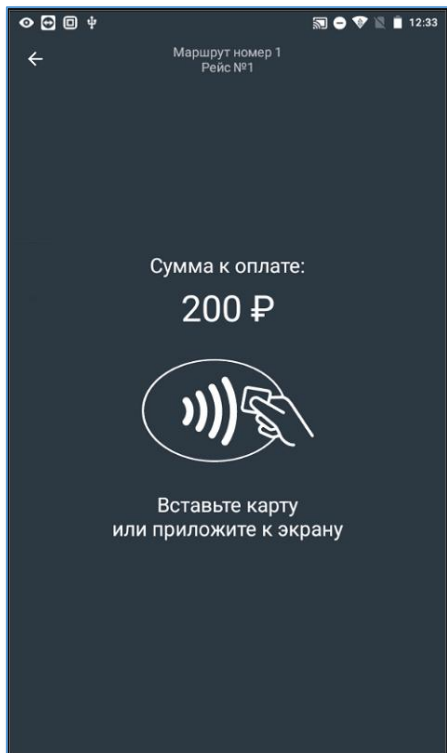 12:33
Маршрут номер 1
Рейс №1
Сумма к оплате:
200 ₽
Вставьте карту
или приложите к экрану